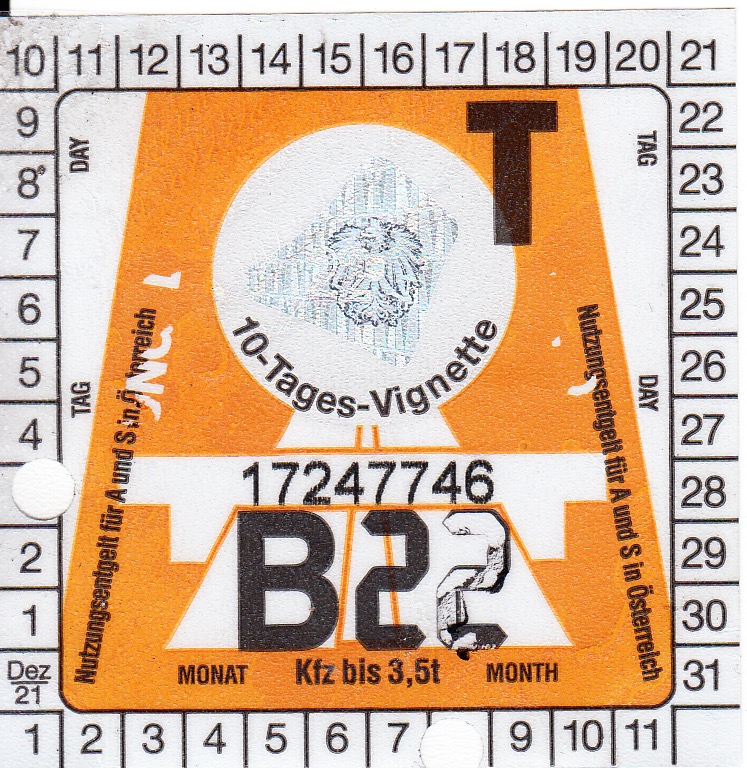 10 11 12 13 14 15 16 17 18 19 20 21
9
8
7
6
5
4
2
1
Dez
21
22
23
24
25
26
27
28
29
30
31
DAY
TAG
TAG
DAY
T
10-Tages-Vignette
Nutzungsentgelt für A und S in Österreich
Nutzungsentgelt für A und S in Österreich
17247746
B22
MONAT Kfz bis 3,5t MONTH
1 2 3 4 5 6 7 9 10 11